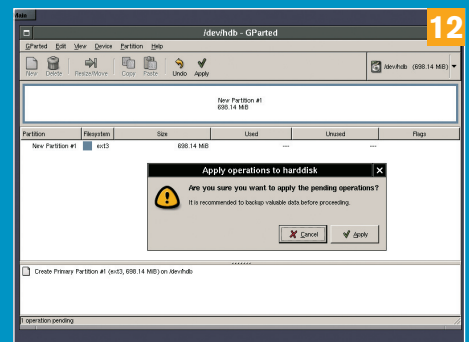 Mate
12
/dev/hdb - GParted
GParted Edit View Device Partition Help
New Delete Resize/Move Copy Paste Undo Apply
/dev/hdb (698.14 MiB)
New Partition #1
698.14 MiB
Partition Filesystem Size Used Unused Flags
New Partition #1 ext3 698.14 MiB --- ---
Apply operations to harddisk
Are you sure you want to apply the pending operations?
It is recommended to backup valuable data before proceeding.
Cancel Apply
Create Primary Partition #1 (ext3, 698.14 MiB) on /dev/hdb
1 operation pending